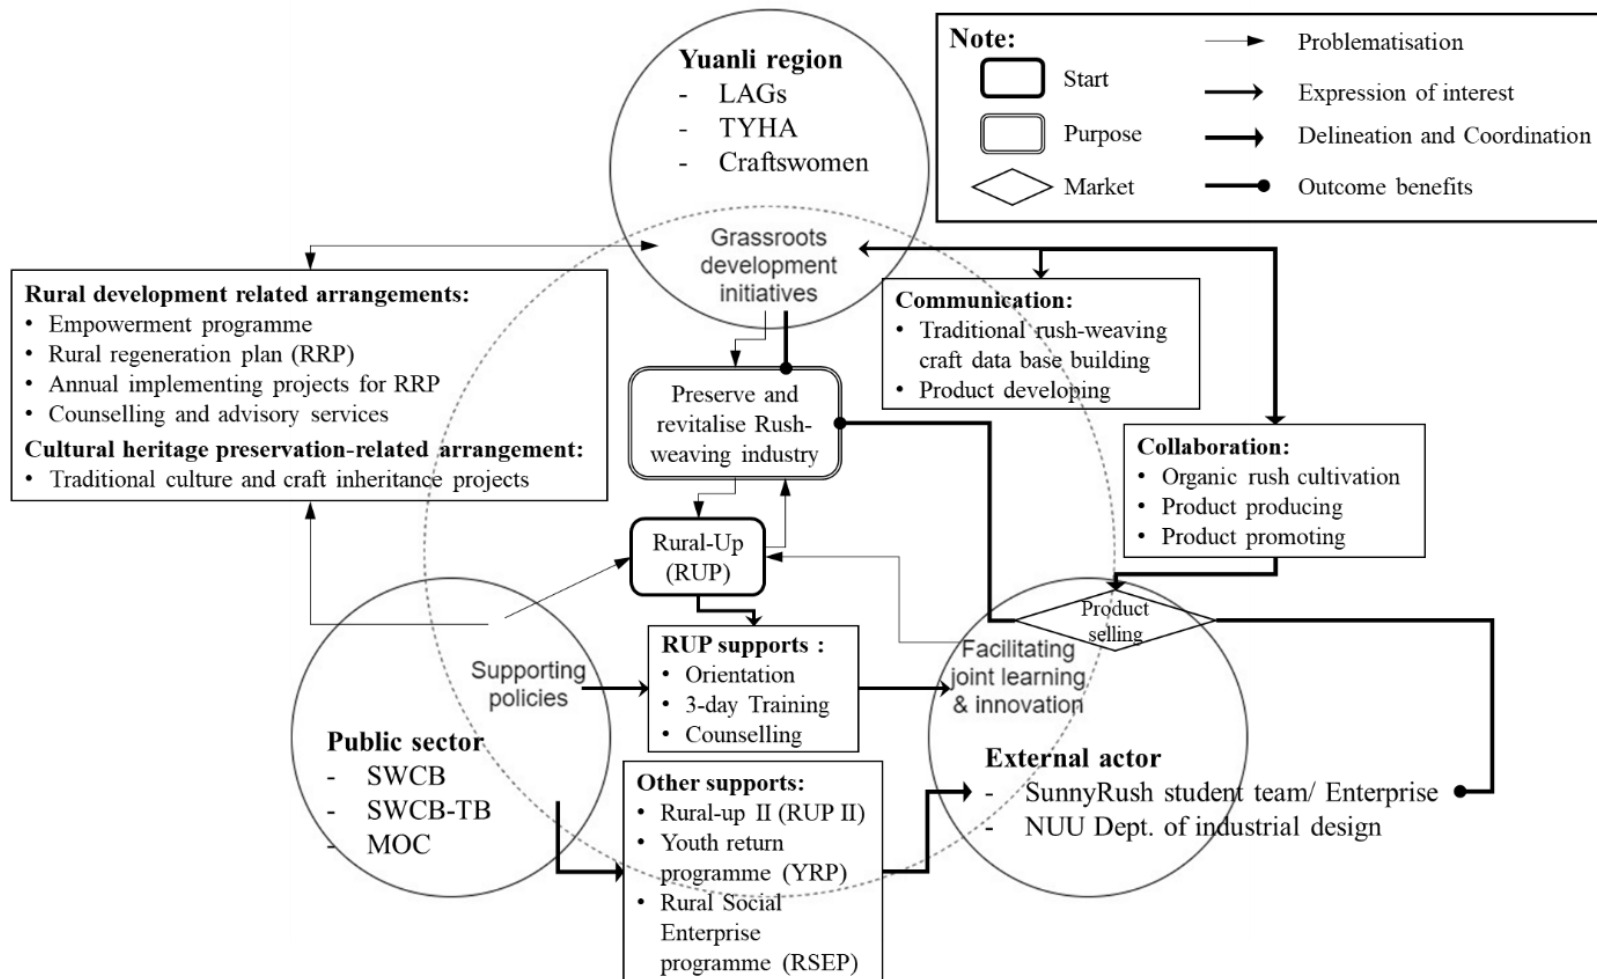 Yuanli region
- LAGs
- TYHA
- Craftswomen
Grassroots
development
initiatives
Note:
Start
Purpose
Market
Problematisation
Expression of interest
Delineation and Coordination
Outcome benefits
Rural development related arrangements:
• Empowerment programme
• Rural regeneration plan (RRP)
• Annual implementing projects for RRP
• Counselling and advisory services
Cultural heritage preservation-related arrangement:
• Traditional culture and craft inheritance projects
Communication:
• Traditional rush-weaving
craft data base building
• Product developing
Preserve and
revitalise Rush-
weaving industry
Collaboration:
• Organic rush cultivation
• Product producing
• Product promoting
Rural-Up
(RUP)
Product
selling
Supporting
policies
RUP supports :
• Orientation
• 3-day Training
• Counselling
Facilitating
joint learning
& innovation
Public sector
- SWCB
- SWCB-TB
- MOC
Other supports:
• Rural-up II (RUP II)
• Youth return
programme (YRP)
• Rural Social
Enterprise
programme (RSEP)
External actor
- SunnyRush student team/ Enterprise
- NUU Dept. of industrial design